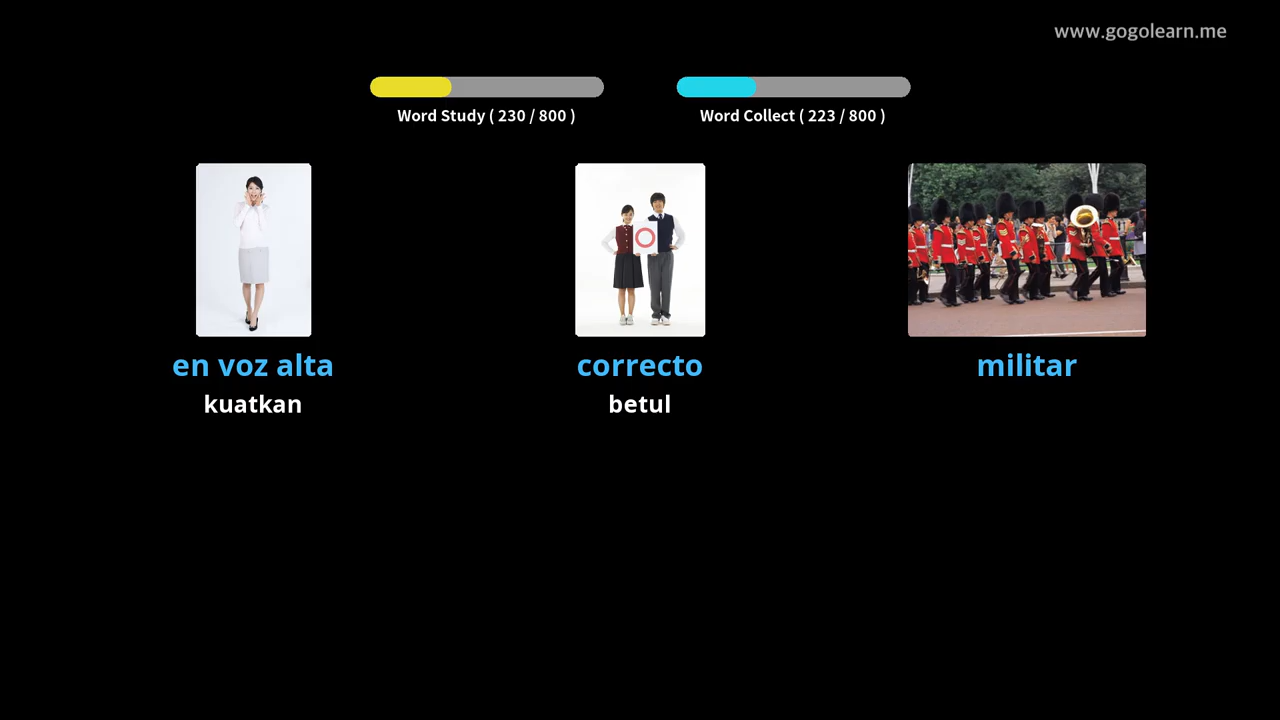 www.gogolearn.me
Word Study ( 230 / 800 )
Word Collect ( 223 / 800 )
en voz alta
kuatkan
correcto
betul
militar